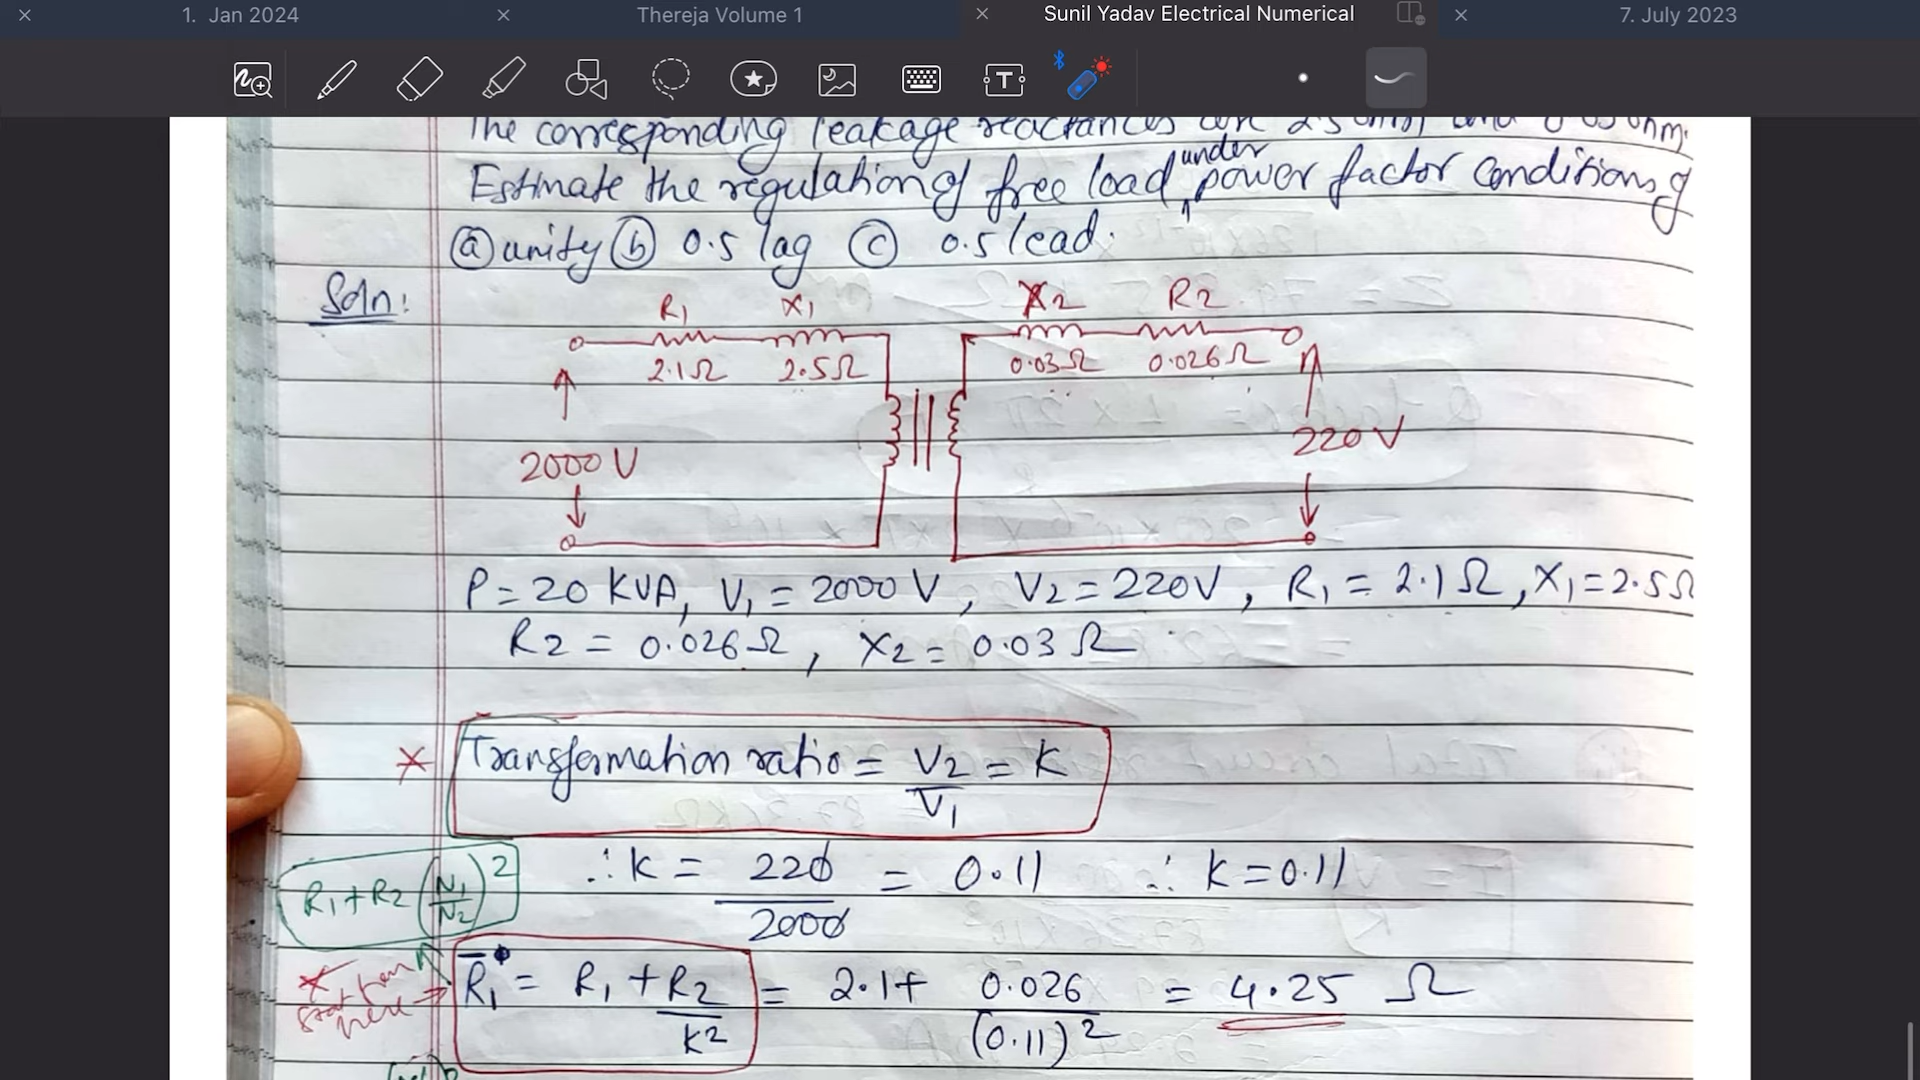 1. Jan 2024
Thereja Volume 1
Sunil Yadav Electrical Numerical
7. July 2023
T
The corresponding leakage reactances are 2.5 ohm, and 0.03 ohm.
Estimate the regulation of free load under power factor conditions of
ⓐ unity ⓑ 0.5 lag ⓒ 0.5 lead.
Soln:
R1 X1 X2 R2
2.1Ω 2.5Ω 0.03Ω 0.026Ω
2000 V
220 V
P = 20 KVA, V1 = 2000 V, V2 = 220V, R1 = 2.1 Ω, X1 = 2.5Ω
R2 = 0.026Ω, X2 = 0.03 Ω
Transformation ratio = V2/V1 = K
∴ K = 220/2000 = 0.11 ∴ K = 0.11
R1 + R2 (N1/N2)²
R1 = R1 + R2/K² = 2.1 + 0.026/(0.11)² = 4.25 Ω
here